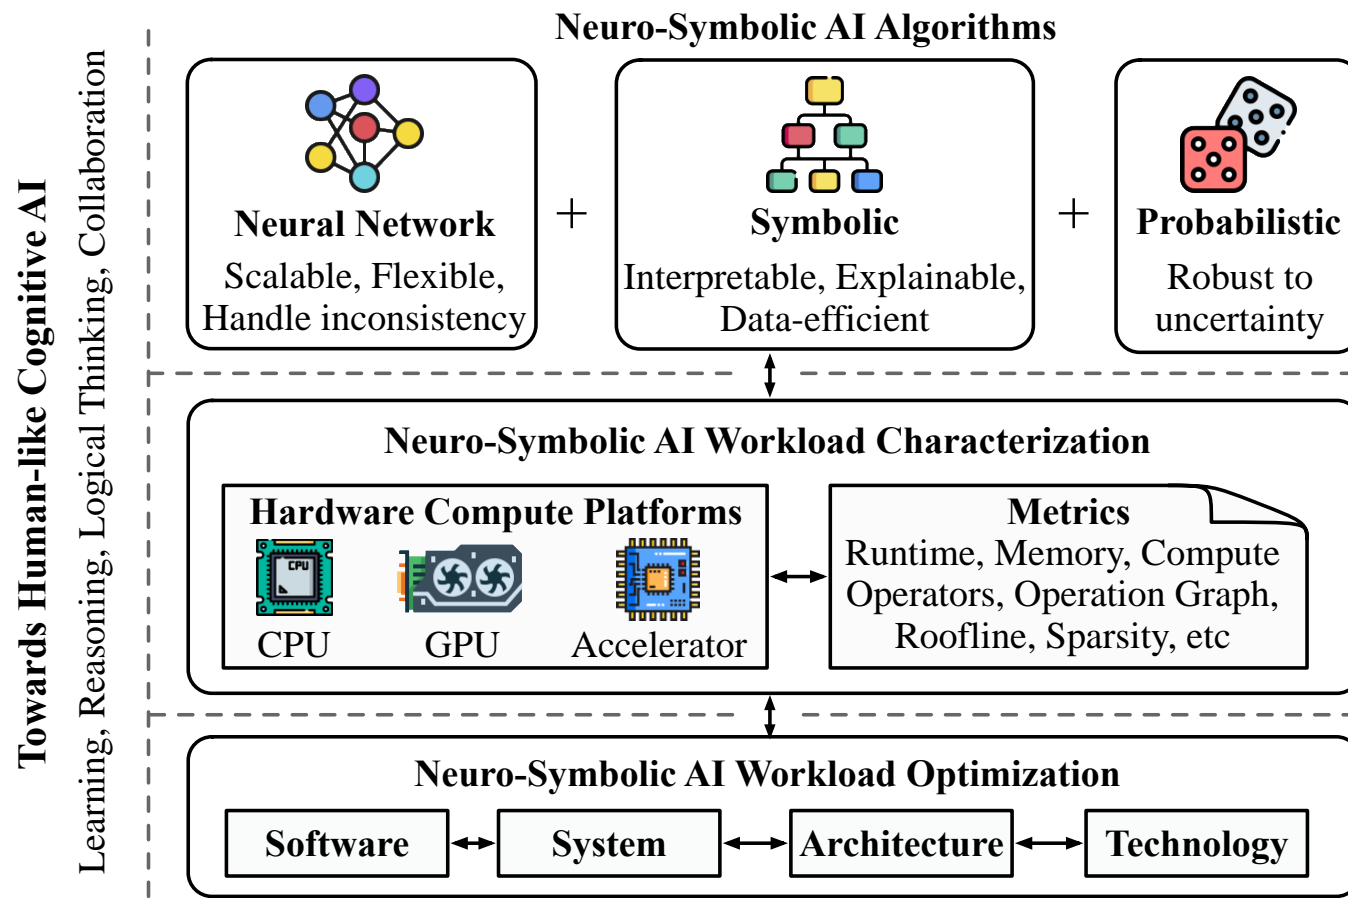 Towards Human-like Cognitive AI
Learning, Reasoning, Logical Thinking, Collaboration
Neuro-Symbolic AI Algorithms
Neural Network
Scalable, Flexible,
Handle inconsistency
+
Symbolic
Interpretable, Explainable,
Data-efficient
+
Probabilistic
Robust to
uncertainty
Neuro-Symbolic AI Workload Characterization
Hardware Compute Platforms
CPU
CPU
GPU
Accelerator
Metrics
Runtime, Memory, Compute
Operators, Operation Graph,
Roofline, Sparsity, etc
Neuro-Symbolic AI Workload Optimization
Software
System
Architecture
Technology